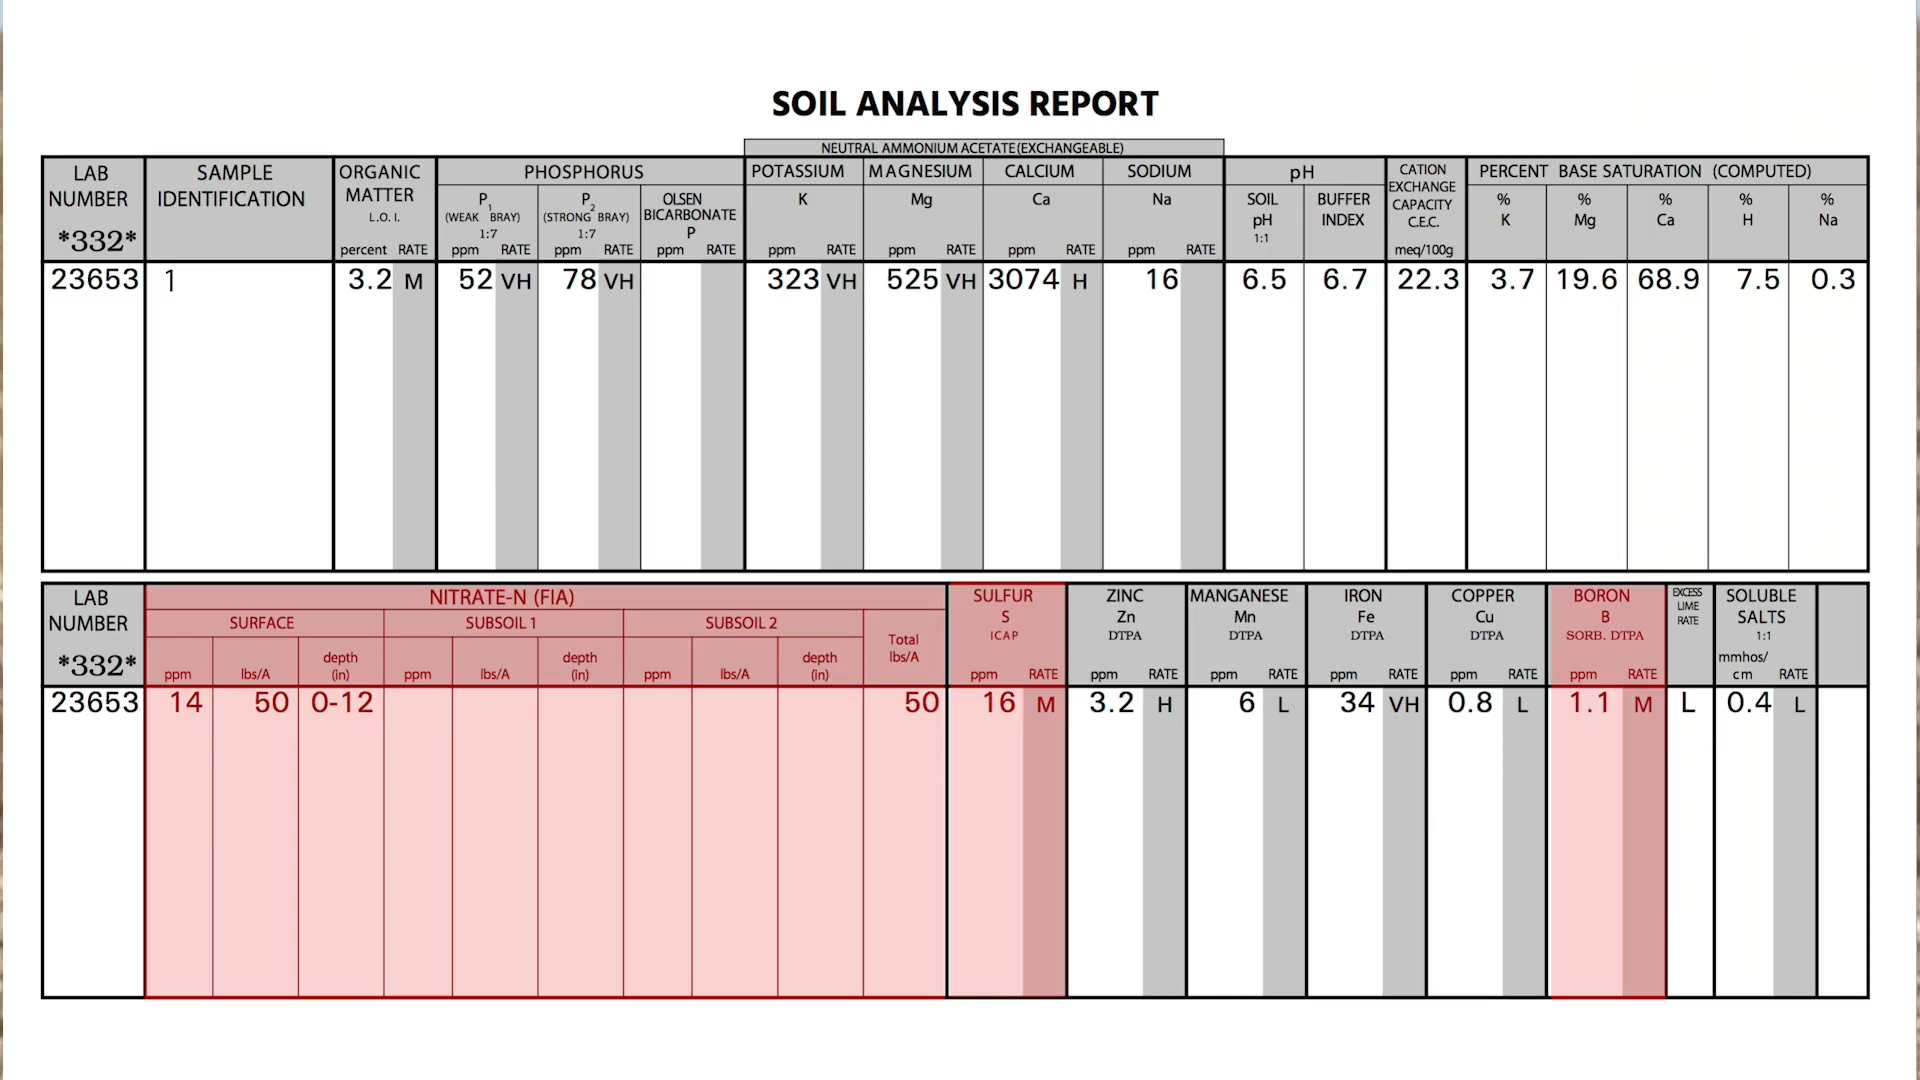 SOIL ANALYSIS REPORT
NEUTRAL AMMONIUM ACETATE(EXCHANGEABLE)
LAB NUMBER *332* SAMPLE IDENTIFICATION ORGANIC MATTER L.O.I. percent RATE PHOSPHORUS POTASSIUM MAGNESIUM CALCIUM SODIUM pH CATION EXCHANGE CAPACITY C.E.C. meq/100g PERCENT BASE SATURATION (COMPUTED)
P1 (WEAK BRAY) 1:7 ppm RATE P2 (STRONG BRAY) 1:7 ppm RATE OLSEN BICARBONATE P ppm RATE K ppm RATE Mg ppm RATE Ca ppm RATE Na ppm RATE SOIL pH 1:1 BUFFER INDEX % K % Mg % Ca % H % Na
23653 1 3.2 M 52 VH 78 VH 323 VH 525 VH 3074 H 16 6.5 6.7 22.3 3.7 19.6 68.9 7.5 0.3
LAB NUMBER *332* NITRATE-N (FIA) SULFUR S ICAP ppm RATE ZINC Zn DTPA ppm RATE MANGANESE Mn DTPA ppm RATE IRON Fe DTPA ppm RATE COPPER Cu DTPA ppm RATE BORON B SORB. DTPA ppm RATE EXCESS LIME RATE SOLUBLE SALTS 1:1 mmhos/ cm RATE
SURFACE SUBSOIL 1 SUBSOIL 2 Total lbs/A
ppm lbs/A depth (in) ppm lbs/A depth (in) ppm lbs/A depth (in)
23653 14 50 0-12 50 16 M 3.2 H 6 L 34 VH 0.8 L 1.1 M L 0.4 L